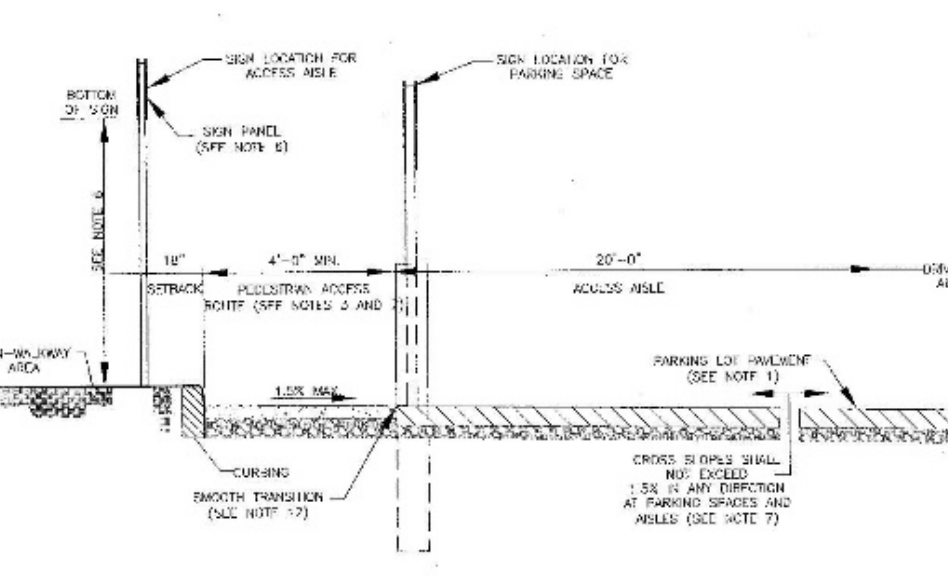 SIGN LOCATION FOR
ACCESS AISLE
SIGN LOCATION FOR
PARKING SPACE
BOTTOM
OF SIGN
SIGN PANEL
(SEE NOTE 6)
SEE NOTE 6
18"
4'-0" MIN.
20'-0"
SETBACK
PEDESTRIAN ACCESS
ROUTE (SEE NOTES 3 AND
ACCESS AISLE
N-WALKWAY
AREA
PARKING LOT PAVEMENT
(SEE NOTE 1)
1.5% MAX
CURBING
SMOOTH TRANSITION
(SEE NOTE 12)
CROSS SLOPES SHALL
NOT EXCEED
1.5% IN ANY DIRECTION
AT PARKING SPACES AND
AISLES (SEE NOTE 7)